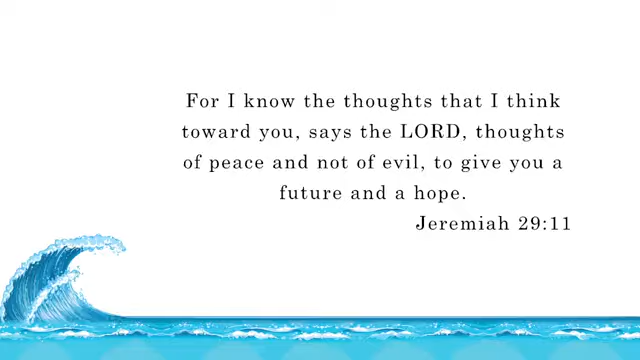 For I know the thoughts that I think
toward you, says the LORD, thoughts
of peace and not of evil, to give you a
future and a hope.
Jeremiah 29:11